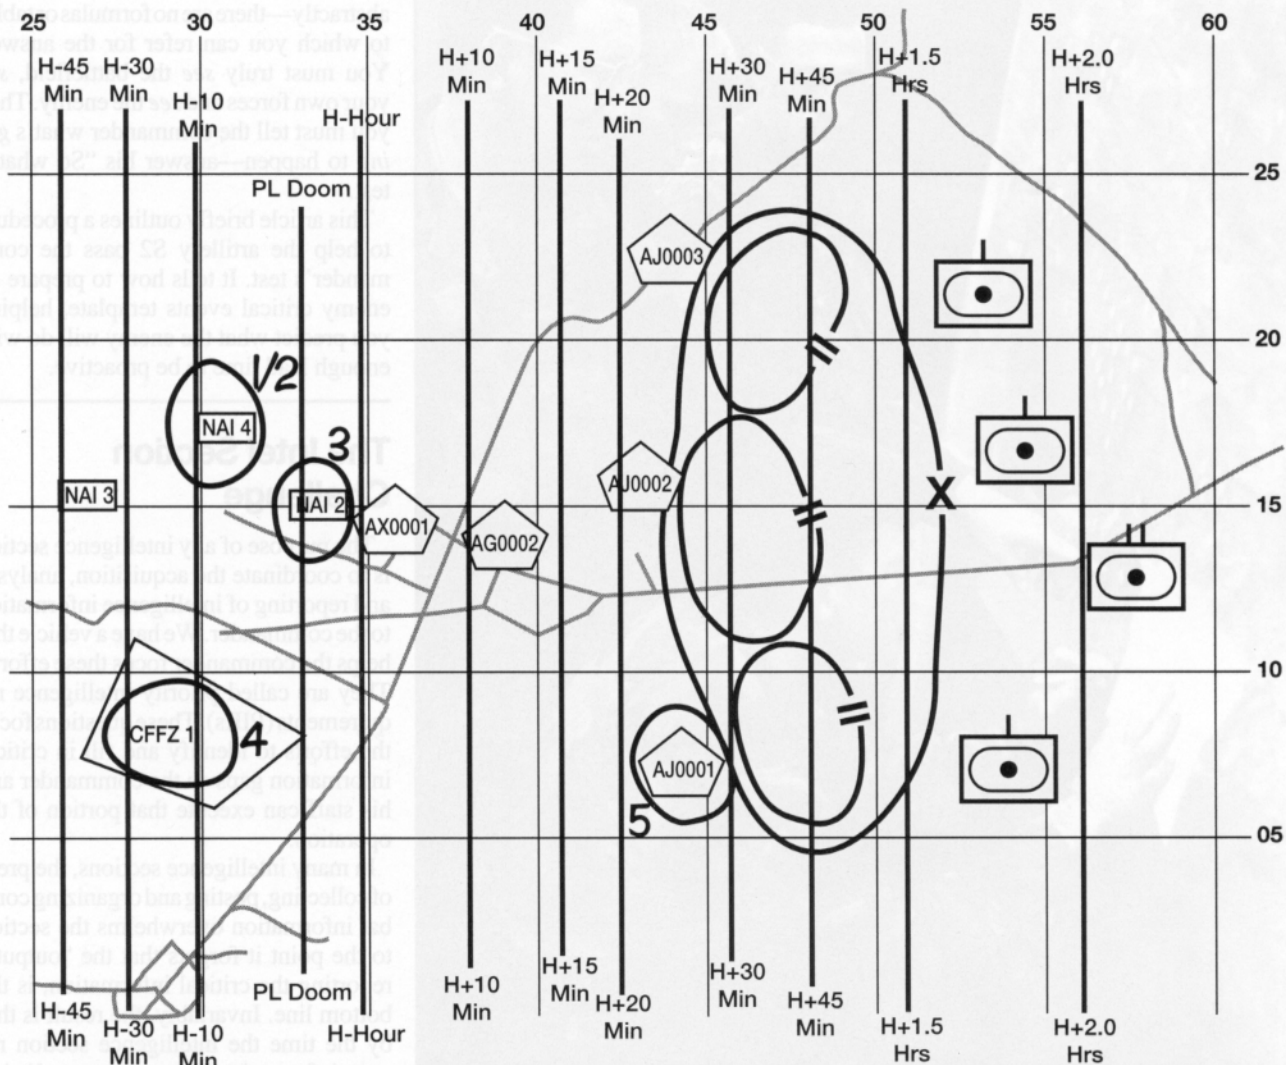 25 30 35 40 45 50 55 60
H-45 Min
H-30 Min
H-10 Min
H-Hour
H+10 Min
H+15 Min
H+20 Min
H+30 Min
H+45 Min
H+1.5 Hrs
H+2.0 Hrs
PL Doom
25
AJ0003
20
1/2
NAI 4
3
NAI 3
NAI 2
AX0001
AG0002
AJ0002
X
15
10
CFFZ 1
4
AJ0001
5
05
PL Doom
H-45 Min
H-30 Min
H-10 Min
H-Hour
H+10 Min
H+15 Min
H+20 Min
H+30 Min
H+45 Min
H+1.5 Hrs
H+2.0 Hrs